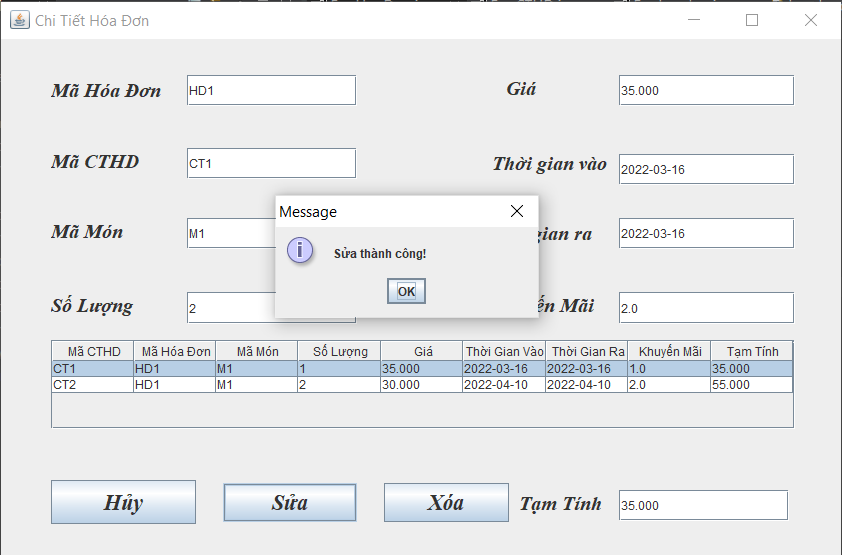 Chi Tiết Hóa Đơn
Mã Hóa Đơn HD1 Giá 35.000
Mã CTHD CT1 Thời gian vào 2022-03-16
Message
Mã Món M1 gian ra 2022-03-16
Sửa thành công!
OK
Số Lượng 2 Mãi 2.0
Mã CTHD Mã Hóa Đơn Mã Món Số Lượng Giá Thời Gian Vào Thời Gian Ra Khuyến Mãi Tạm Tính
CT1 HD1 M1 1 35.000 2022-03-16 2022-03-16 1.0 35.000
CT2 HD1 M1 2 30.000 2022-04-10 2022-04-10 2.0 55.000
Hủy Sửa Xóa Tạm Tính 35.000